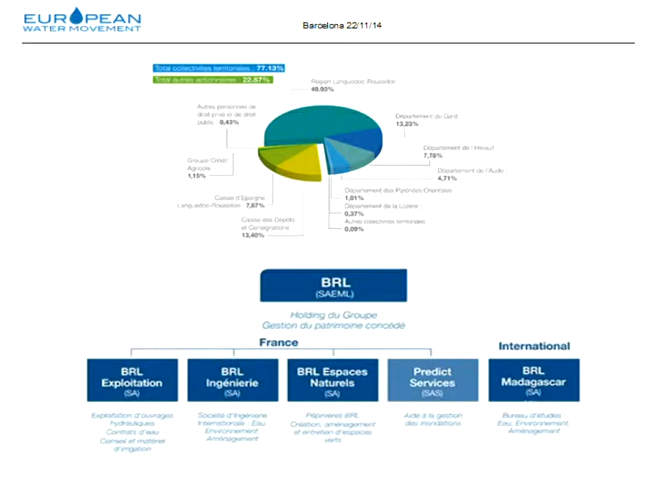 EUROPEAN
WATER MOVEMENT
Barcelona 22/11/14
Total collectivités territoriales : 77.13%
Total autres actionnaires : 22.87%
Région Languedoc Roussillon
49.93%
Autres personnes de
droit privé et de droit
public : 0,43%
Département du Gard
13,23%
Groupe Crédit
Agricole
1,15%
Département de l'Hérault
7,78%
Département de l'Aude
4,71%
Caisse d'Epargne
Languedoc-Roussillon 7,87%
Département des Pyrénées Orientales
1,01%
Département de la Lozère
0,37%
Autres collectivités territoriales
0,09%
Caisse des Dépôts
et Consignations
13,40%
BRL
(SAEML)
Holding du Groupe
Gestion du patrimoine concédé
France
International
BRL
Exploitation
(SA)
BRL
Ingénierie
(SA)
BRL Espaces
Naturels
(SA)
Predict
Services
(SAS)
BRL
Madagascar
(SA)
Exploitation d'ouvrages
hydrauliques
Contrats d'eau
Conseil et matériel
d'irrigation
Société d'Ingénierie
Internationale : Eau
Environnement
Aménagement
Pépinières BRL
Création, aménagement
et entretien d'espaces
verts
Aide à la gestion
des inondations
Bureau d'études
Eau, Environnement,
Aménagement